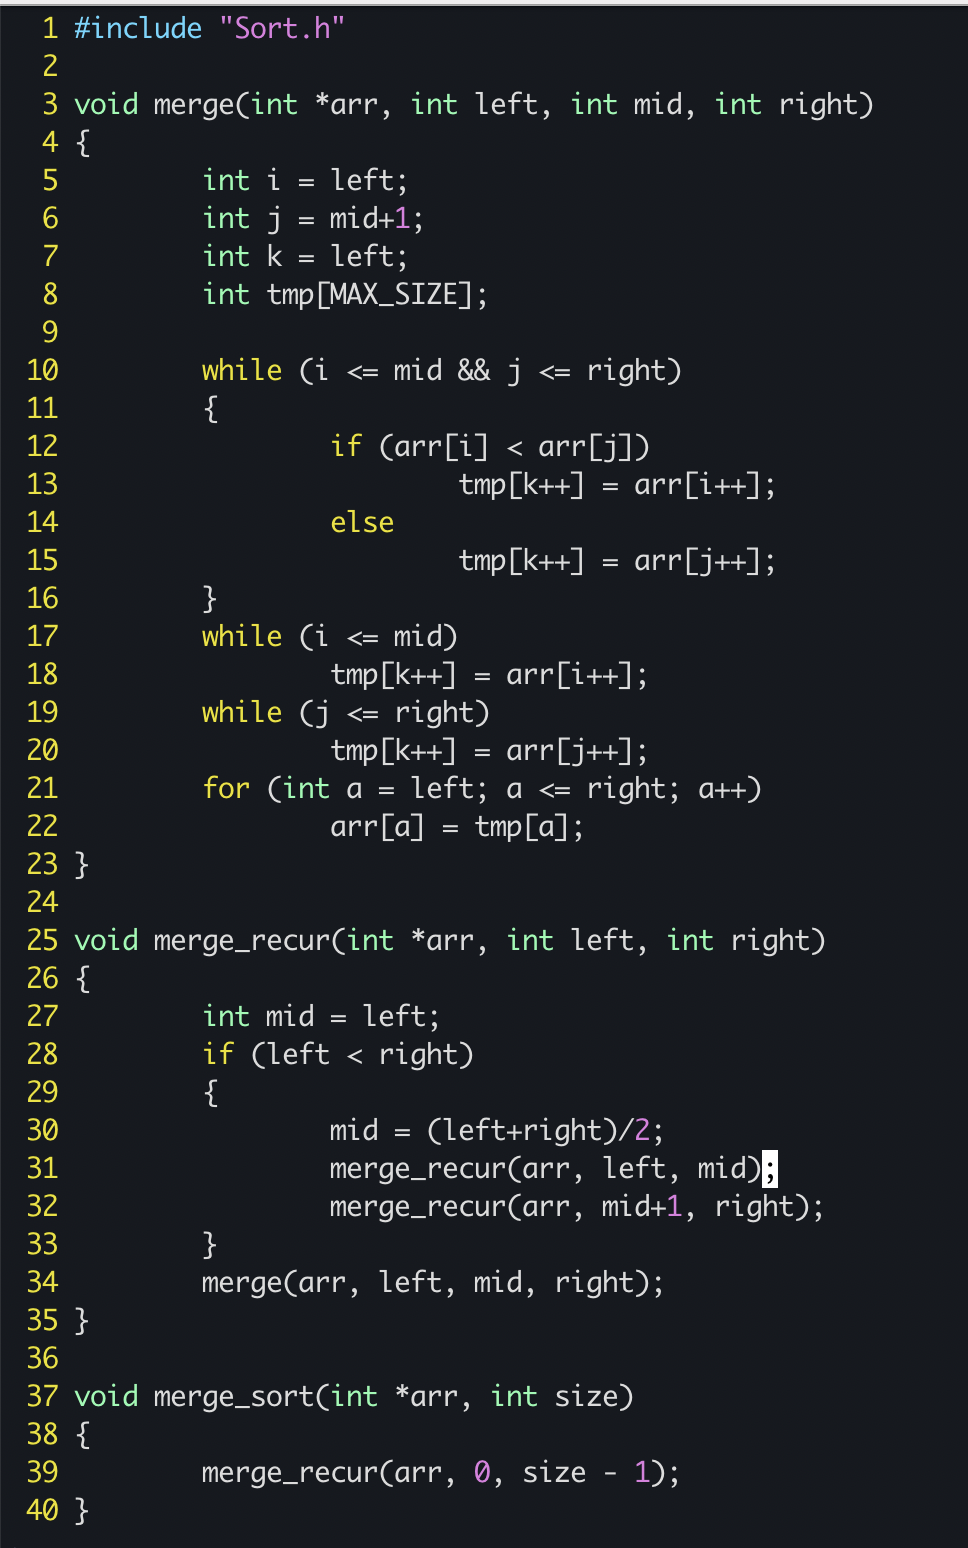 1 #include "Sort.h"
2
3 void merge(int *arr, int left, int mid, int right)
4 {
5         int i = left;
6         int j = mid+1;
7         int k = left;
8         int tmp[MAX_SIZE];
9
10         while (i <= mid && j <= right)
11         {
12                 if (arr[i] < arr[j])
13                         tmp[k++] = arr[i++];
14                 else
15                         tmp[k++] = arr[j++];
16         }
17         while (i <= mid)
18                 tmp[k++] = arr[i++];
19         while (j <= right)
20                 tmp[k++] = arr[j++];
21         for (int a = left; a <= right; a++)
22                 arr[a] = tmp[a];
23 }
24
25 void merge_recur(int *arr, int left, int right)
26 {
27         int mid = left;
28         if (left < right)
29         {
30                 mid = (left+right)/2;
31                 merge_recur(arr, left, mid);
32                 merge_recur(arr, mid+1, right);
33         }
34         merge(arr, left, mid, right);
35 }
36
37 void merge_sort(int *arr, int size)
38 {
39         merge_recur(arr, 0, size - 1);
40 }